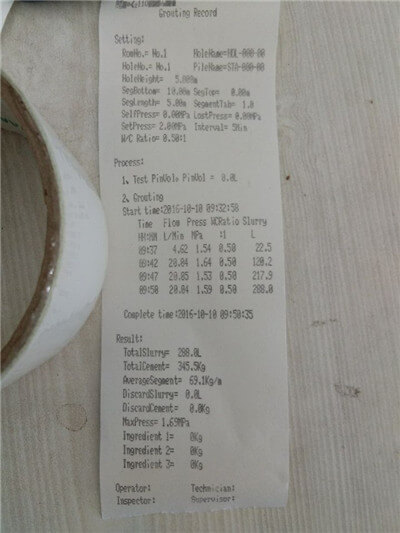 Grouting Record
Setting:
RowNo.= No.1 HoleName=HOL-000-00
HoleNo.= No.1 PileName=STA-000-00
HoleHeight= 5.000m
SegBottom= 10.00m SegTop= 0.00m
SegLength= 5.00m SegmentTab= 1.0
SelfPress= 0.00MPa LostPress= 0.00MPa
SetPress= 2.00MPa Interval= 5Min
W/C Ratio= 0.50:1
Process:
1. Test PinVol, PinVol = 0.0L
2. Grouting
Start time:2016-10-10 09:32:58
Time Flow Press WCRatio Slurry
HH:MM L/Min MPa :1 L
09:37 4.62 1.54 0.50 22.5
09:42 20.04 1.64 0.50 120.2
09:47 20.05 1.53 0.50 217.9
09:50 20.04 1.59 0.50 288.0
Complete time:2016-10-10 09:50:35
Result:
TotalSlurry= 288.0L
TotalCement= 345.5Kg
AverageSegment= 69.1Kg/m
DiscardSlurry= 0.0L
DiscardCement= 0.0Kg
MaxPress= 1.69MPa
Ingredient 1= 0Kg
Ingredient 2= 0Kg
Ingredient 3= 0Kg
Operator: Technician:
Inspector: Supervisor: